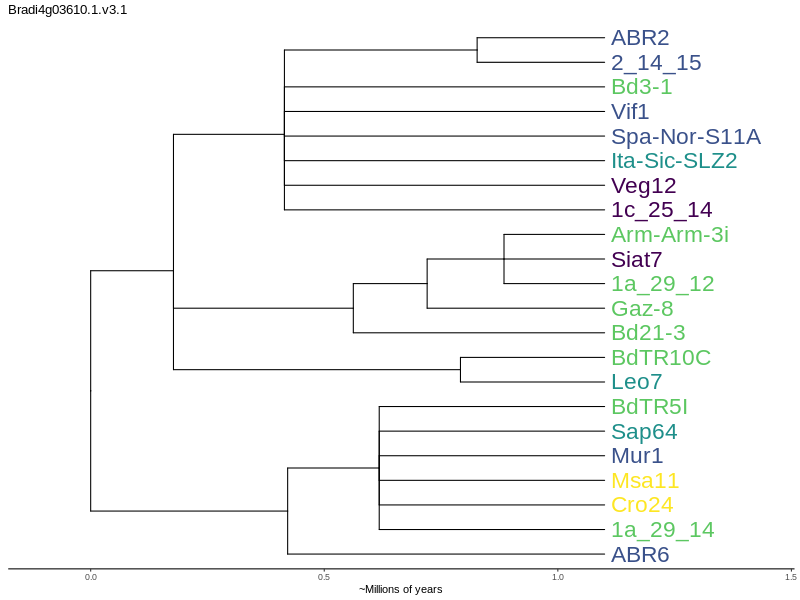 Bradi4g03610.1.v3.1
ABR2
2_14_15
Bd3-1
Vif1
Spa-Nor-S11A
Ita-Sic-SLZ2
Veg12
1c_25_14
Arm-Arm-3i
Siat7
1a_29_12
Gaz-8
Bd21-3
BdTR10C
Leo7
BdTR5I
Sap64
Mur1
Msa11
Cro24
1a_29_14
ABR6
0.0 0.5 1.0 1.5
~Millions of years